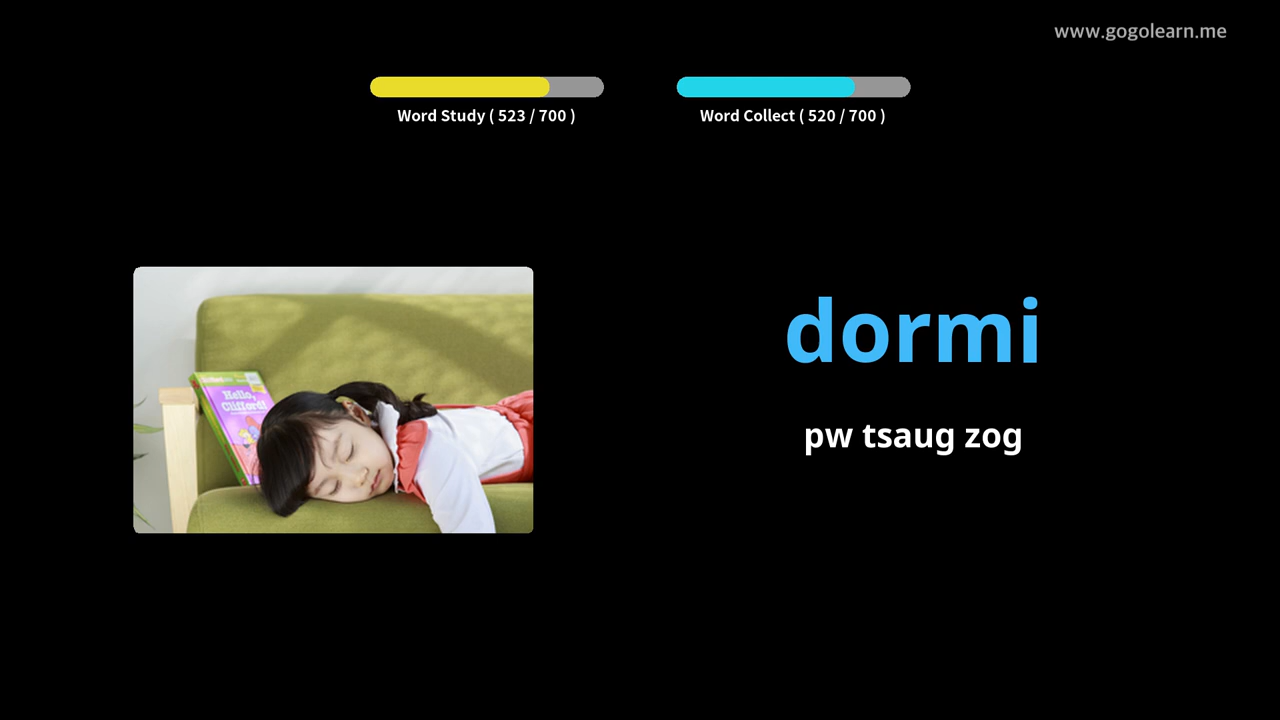 www.gogolearn.me
Word Study ( 523 / 700 )
Word Collect ( 520 / 700 )
Hello,
Clifford!
dormi
pw tsaug zog